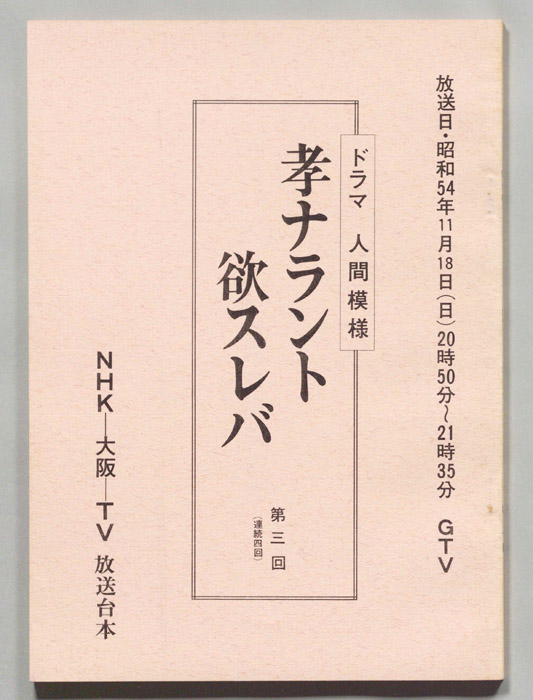 放送日・昭和54年11月18日（日）20時50分〜21時35分 GTV
ドラマ 人間模様
孝ナラント
欲スレバ
第三回
（連続四回）
NHK―大阪―TV 放送台本